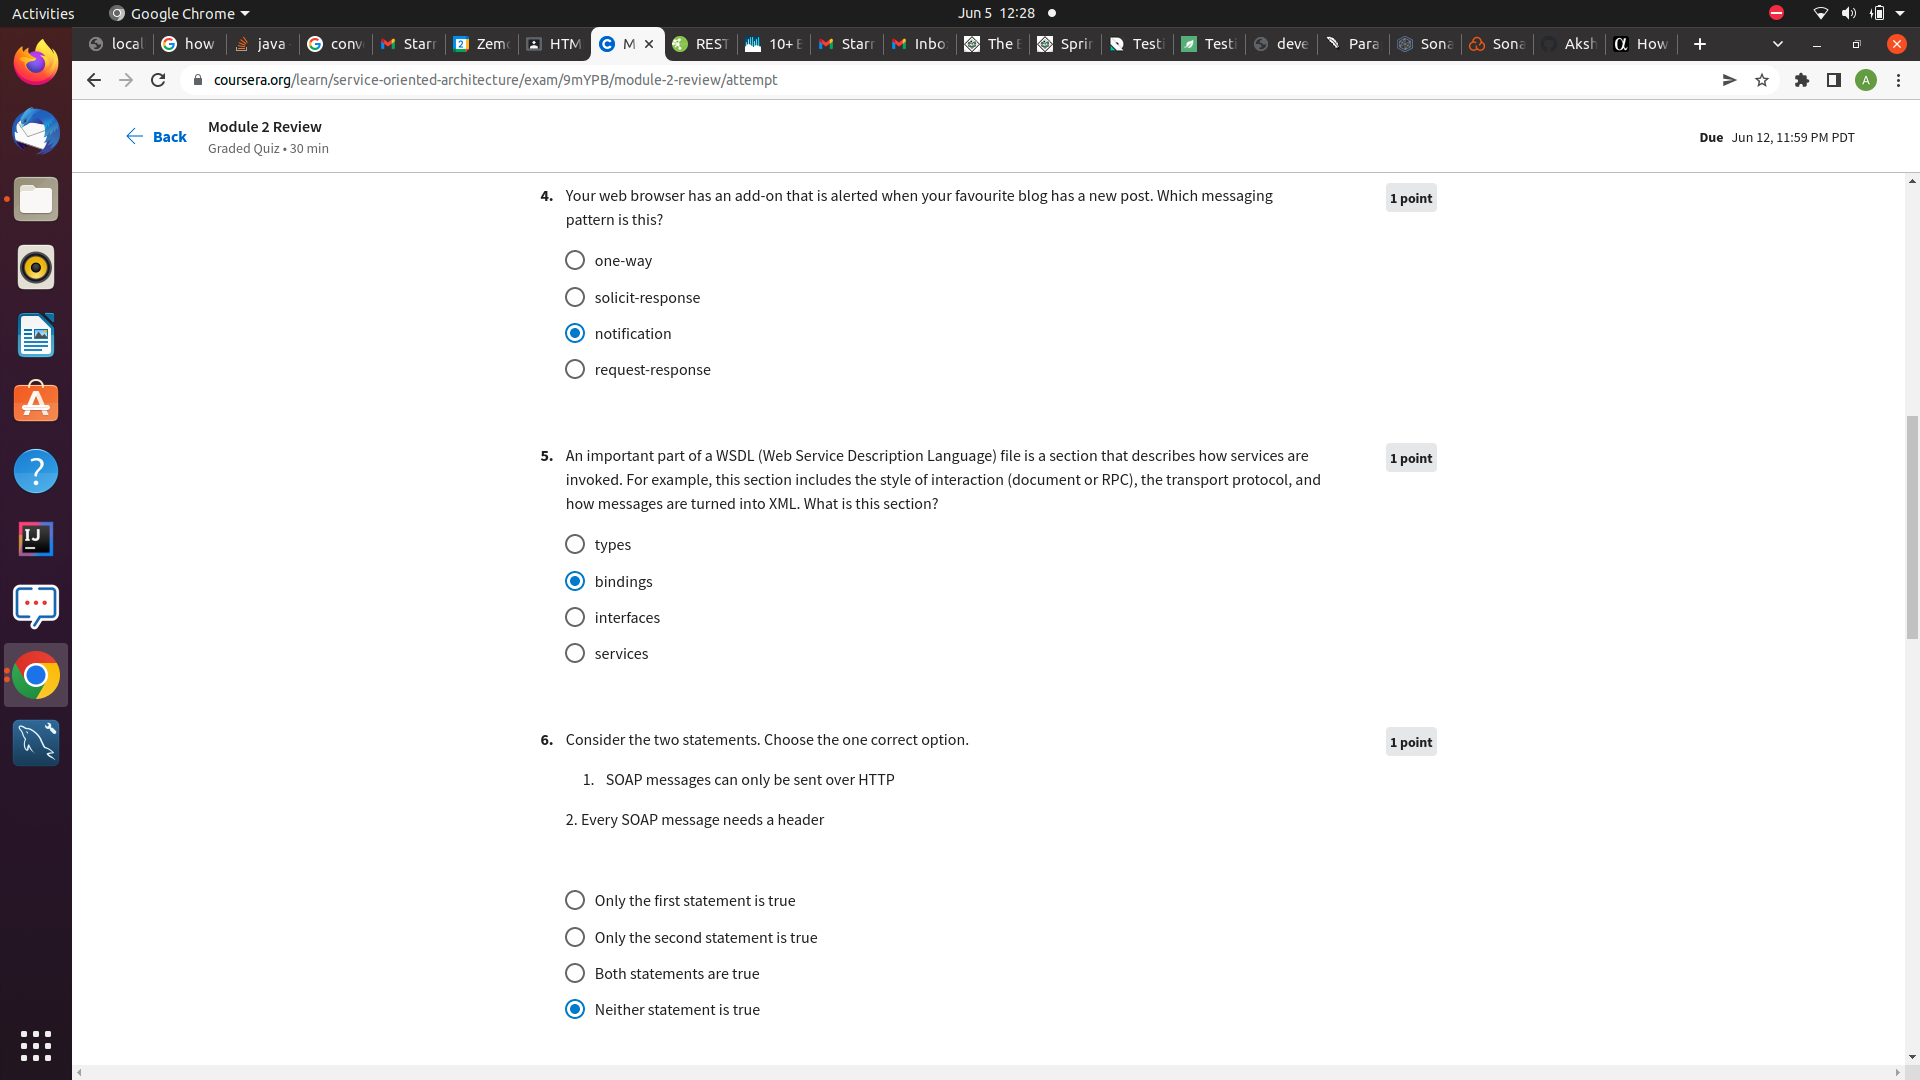 Activities
Google Chrome
Jun 5 12:28
local
how
java
conv
Starr
Zem
HTM
M
REST
10+ E
Starr
Inbo
The E
Sprin
Testi
Testi
deve
Para
Sona
Sona
Aksh
How
coursera.org/learn/service-oriented-architecture/exam/9mYPB/module-2-review/attempt
A
Back
Module 2 Review
Graded Quiz • 30 min
Due Jun 12, 11:59 PM PDT
4. Your web browser has an add-on that is alerted when your favourite blog has a new post. Which messaging
pattern is this?
1 point
one-way
solicit-response
notification
request-response
5. An important part of a WSDL (Web Service Description Language) file is a section that describes how services are
invoked. For example, this section includes the style of interaction (document or RPC), the transport protocol, and
how messages are turned into XML. What is this section?
1 point
types
bindings
interfaces
services
6. Consider the two statements. Choose the one correct option.
1 point
1. SOAP messages can only be sent over HTTP
2. Every SOAP message needs a header
Only the first statement is true
Only the second statement is true
Both statements are true
Neither statement is true